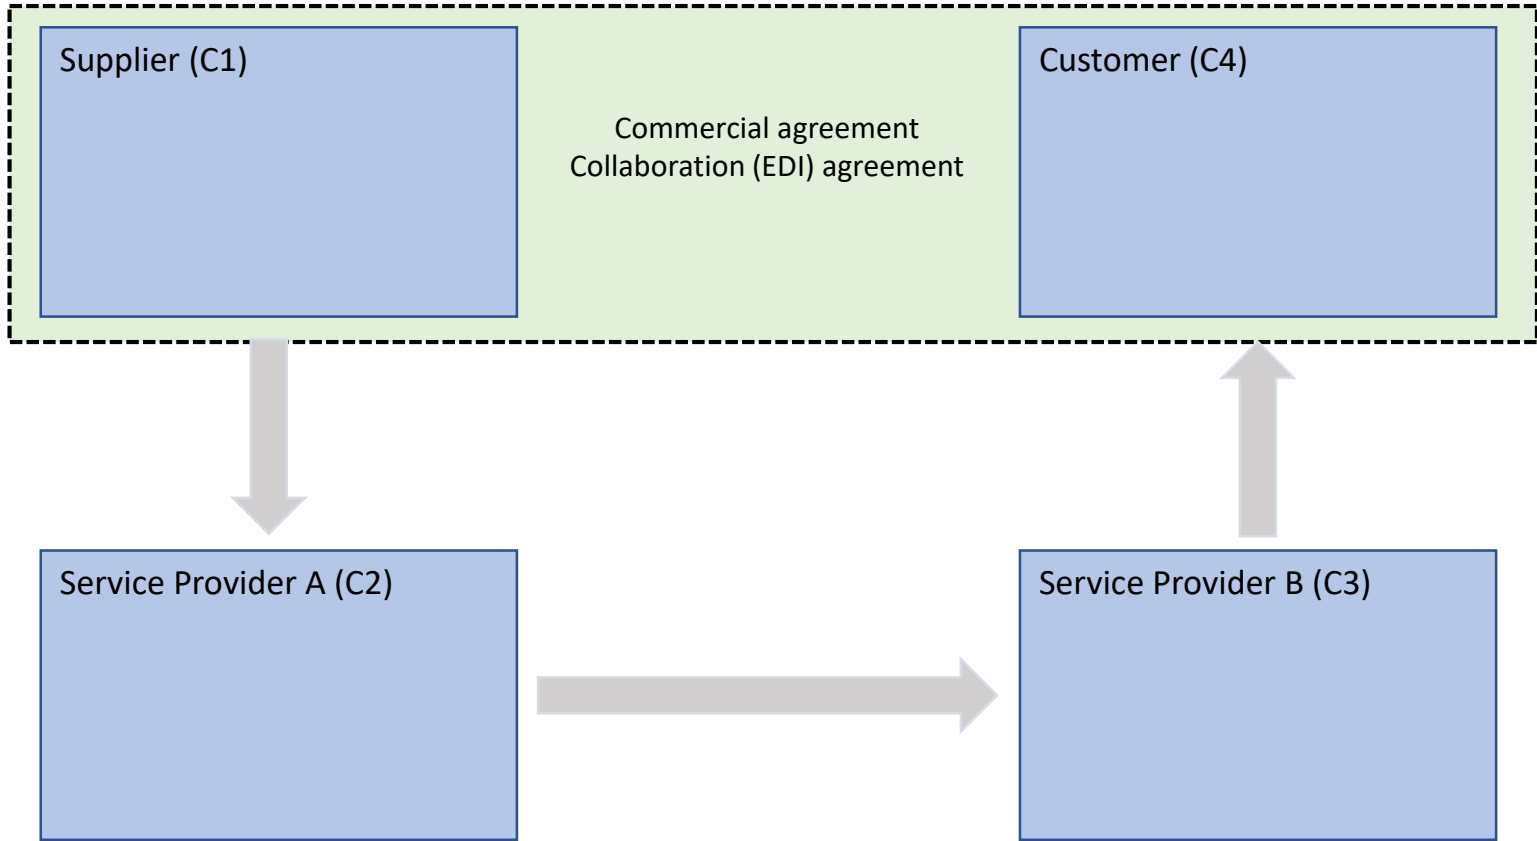 Supplier (C1)
Customer (C4)
Commercial agreement
Collaboration (EDI) agreement
Service Provider A (C2)
Service Provider B (C3)